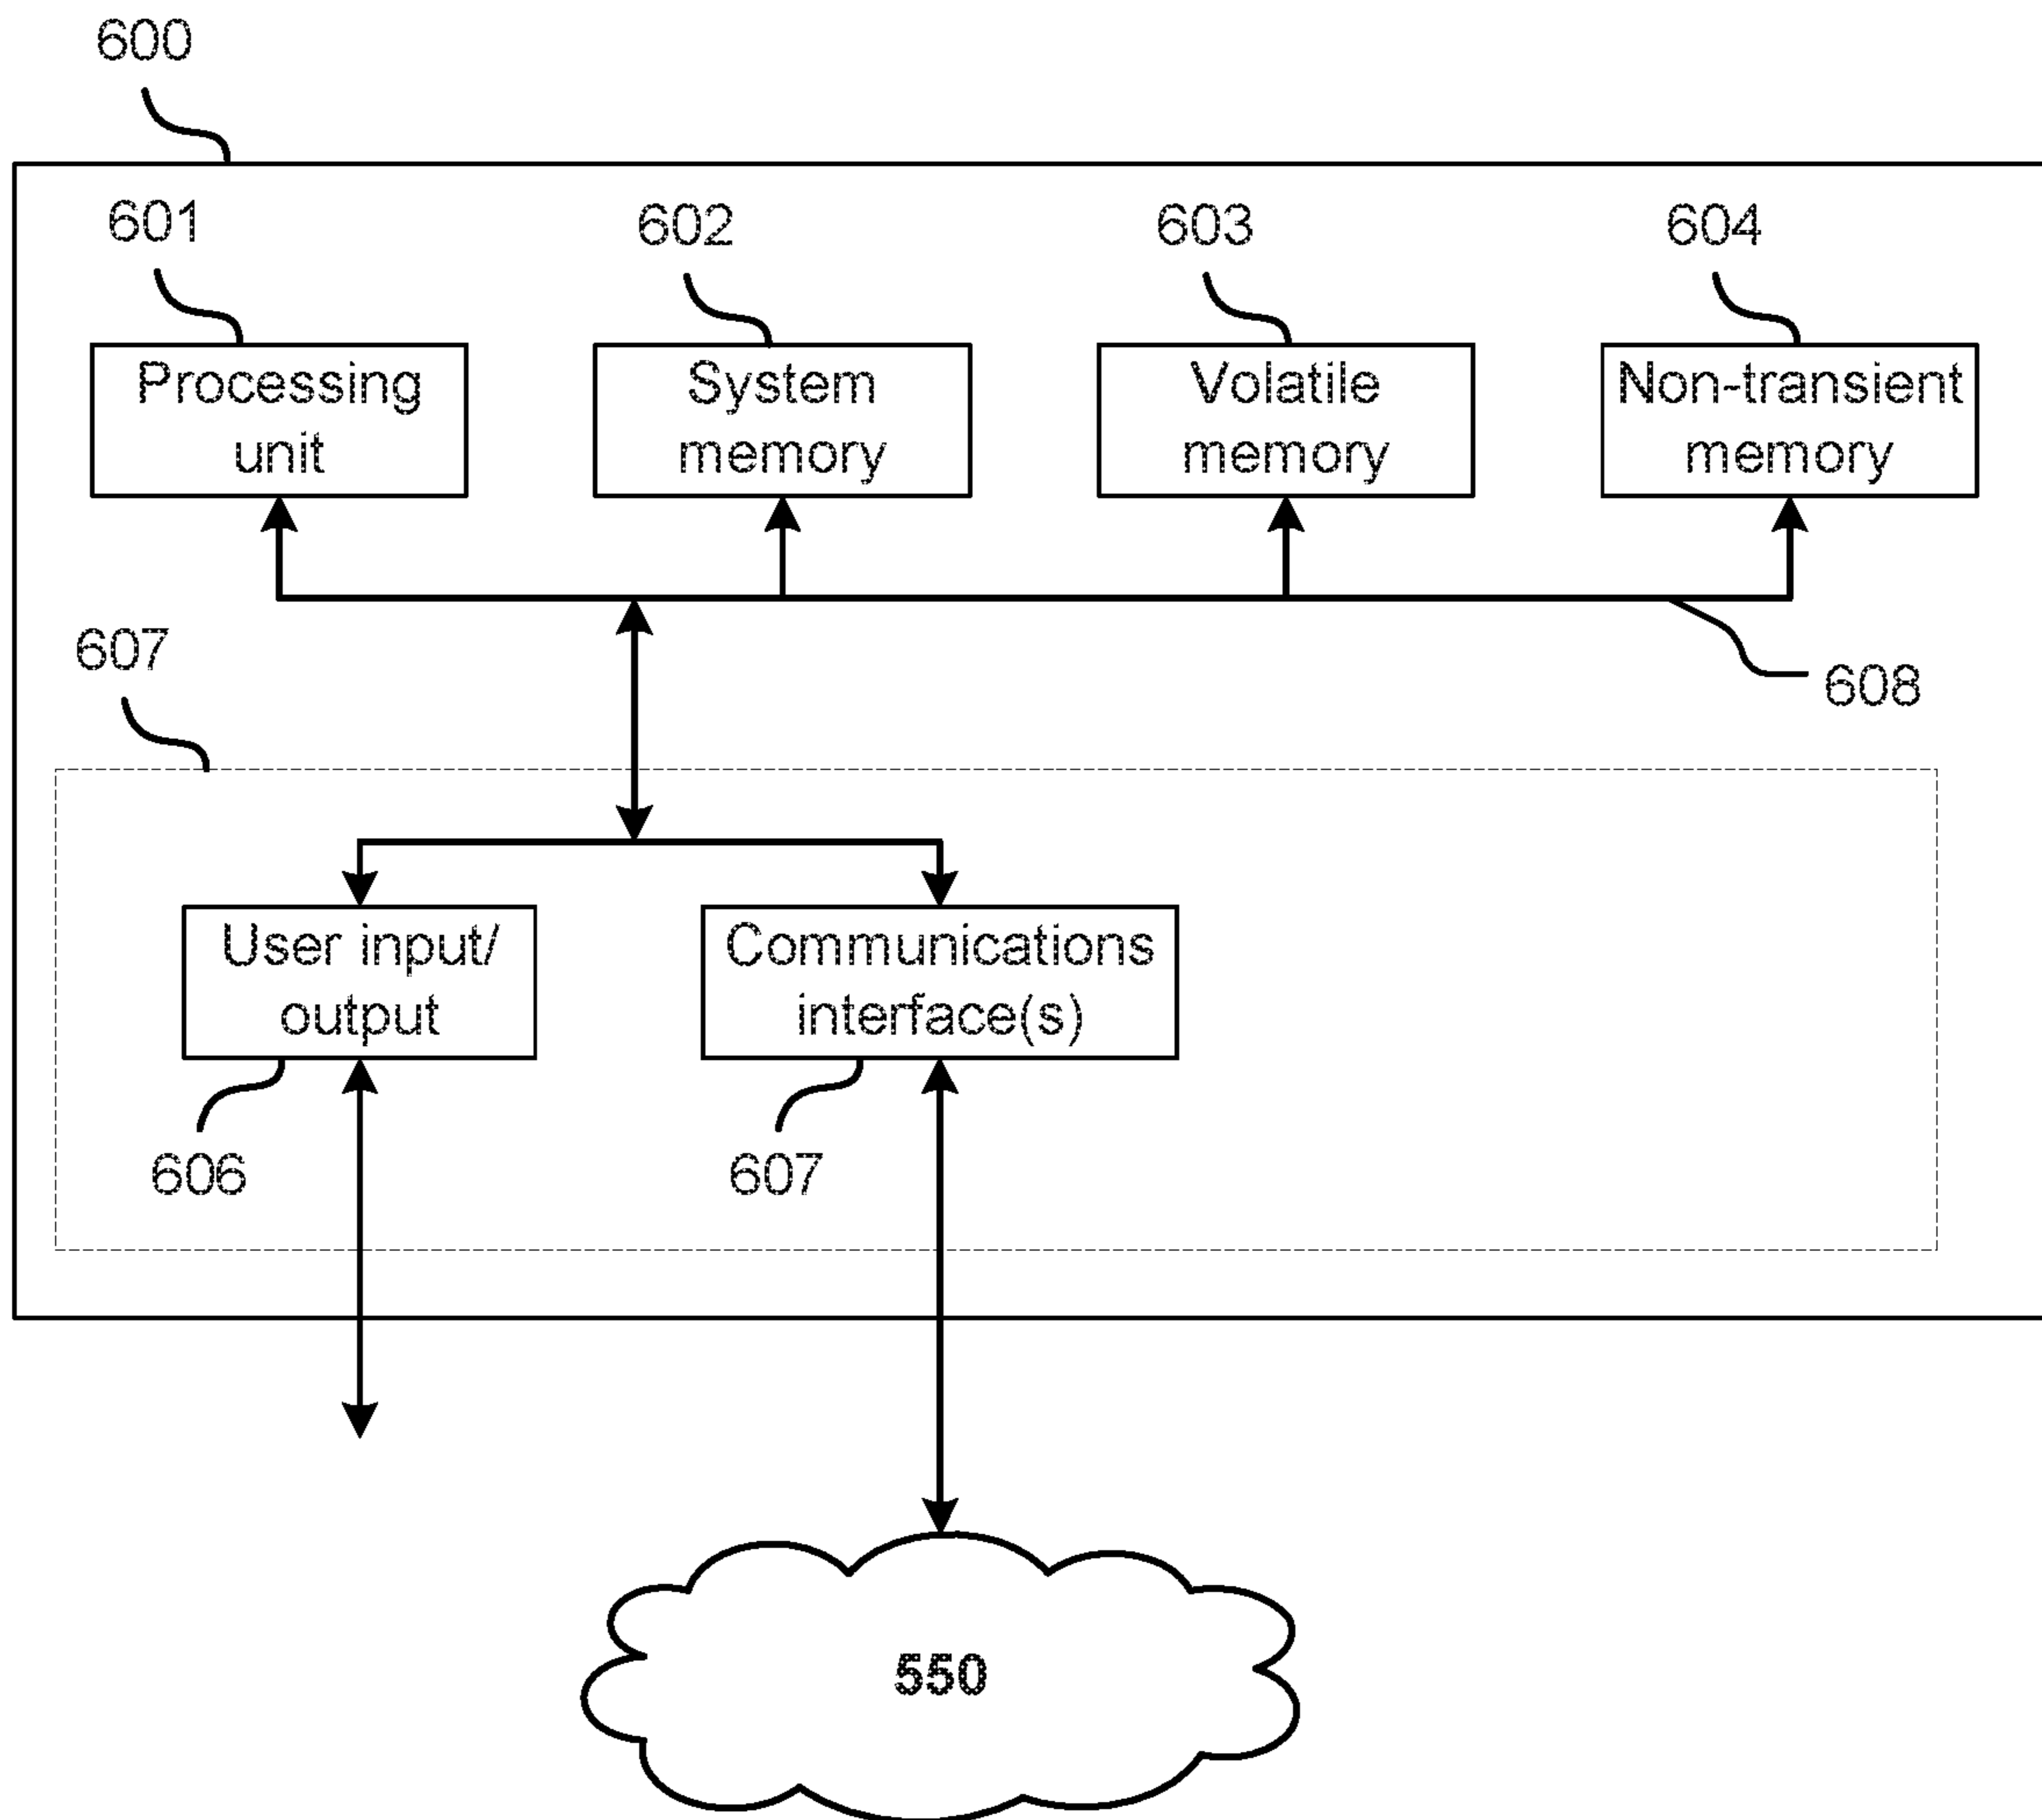 600
601
602
603
604
Processing
unit
System
memory
Volatile
memory
Non-transient
memory
607
608
User input/
output
Communications
interface(s)
606
607
550